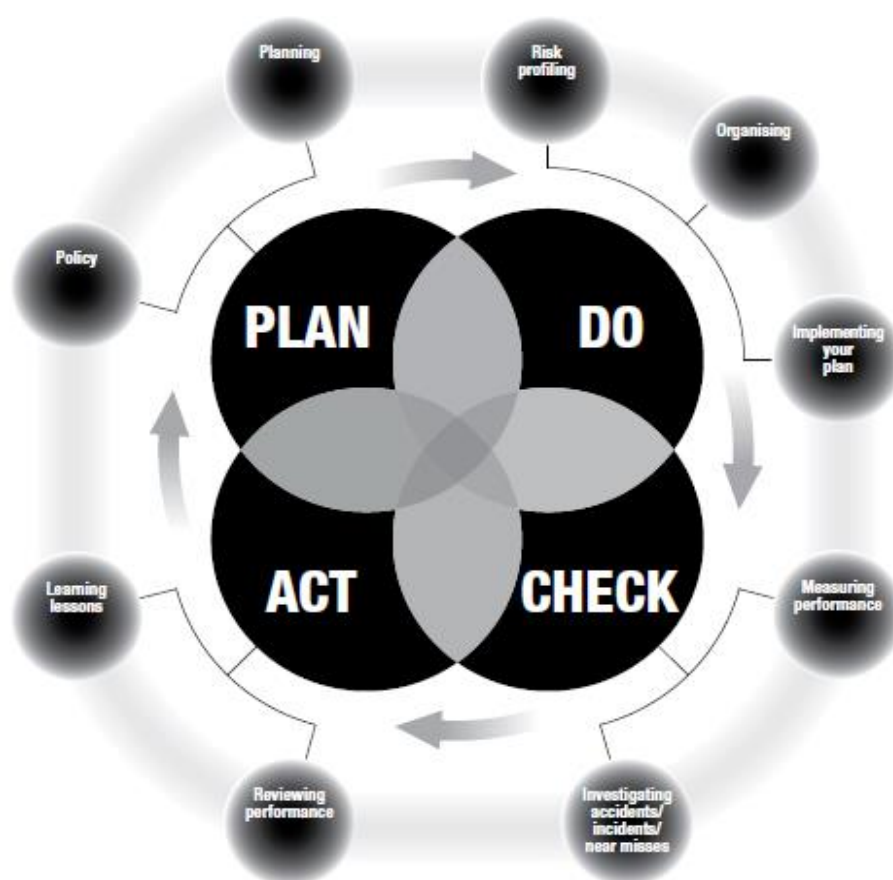 Planning
Risk
profiling
Organising
Policy
PLAN
DO
Implementing
your
plan
ACT
CHECK
Learning
lessons
Measuring
performance
Reviewing
performance
Investigating
accidents/
incidents/
near misses